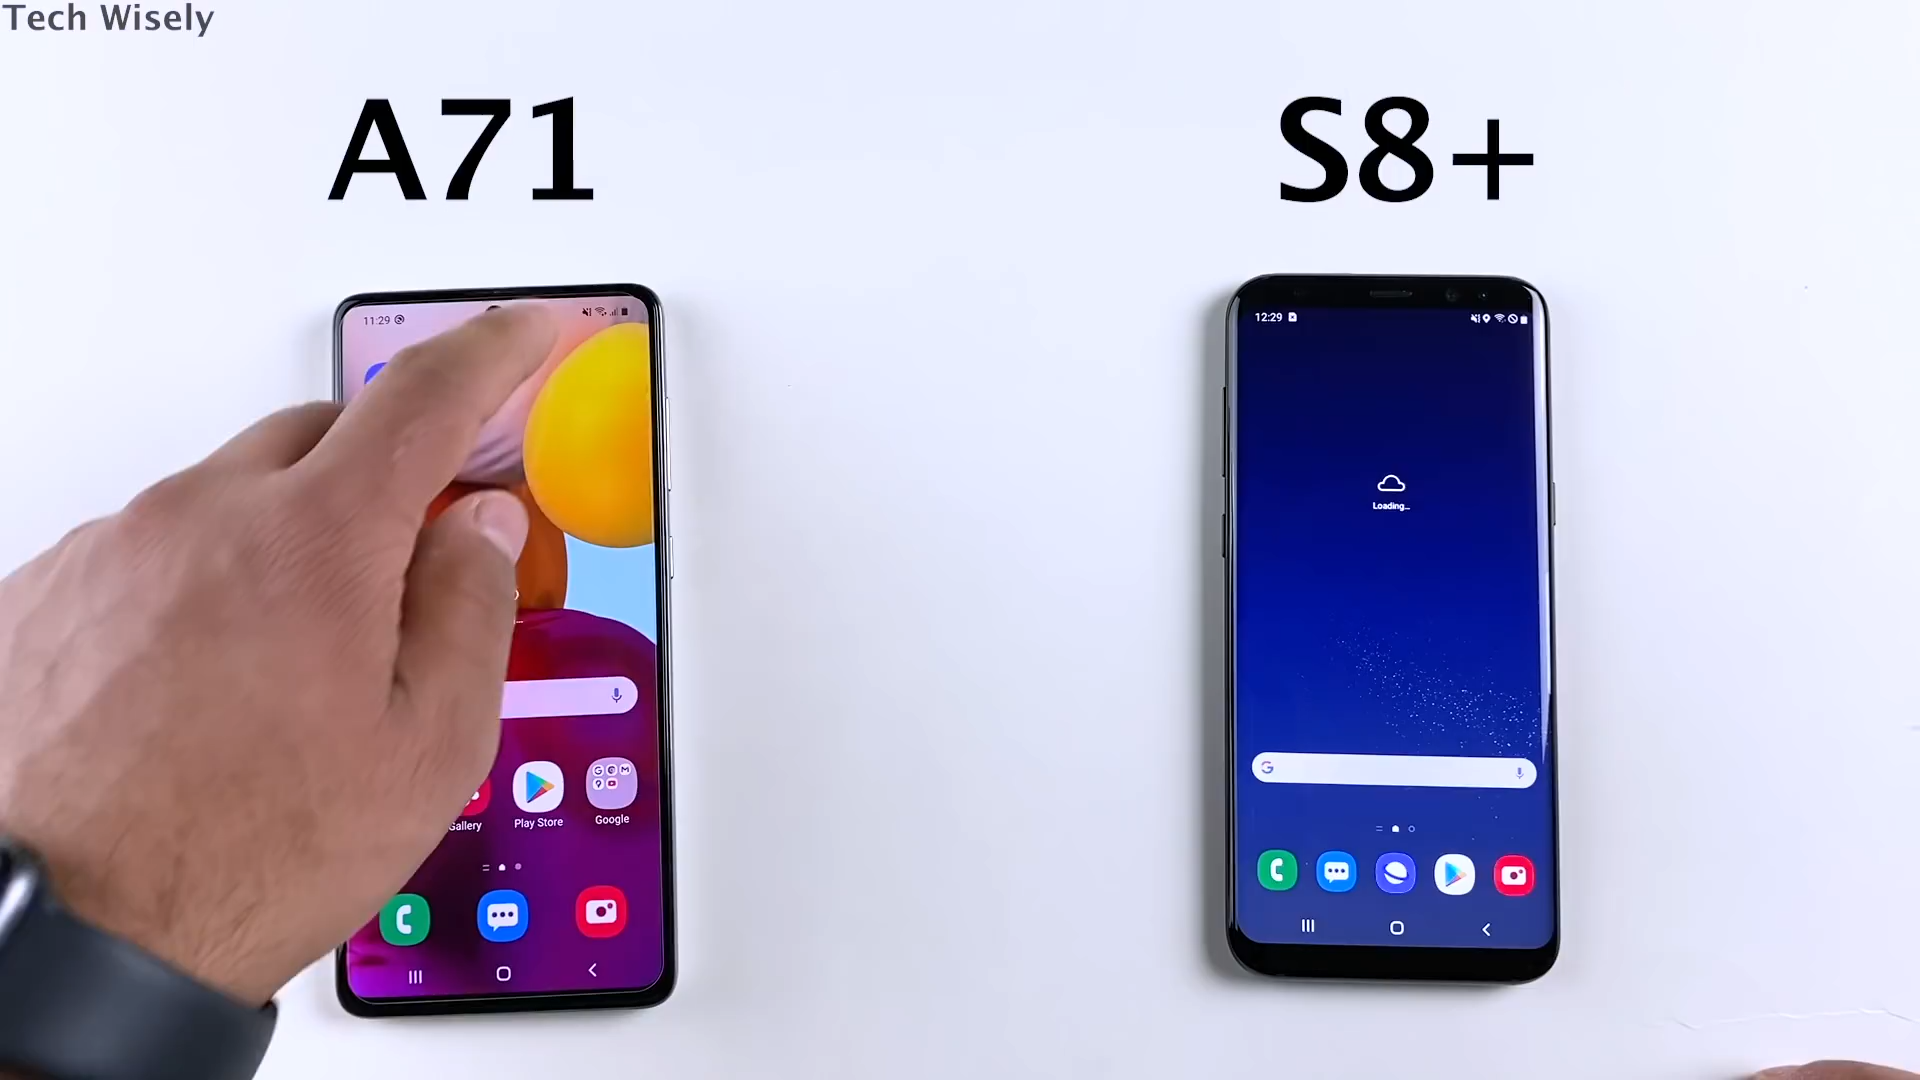 Tech Wisely
A71
S8+
11:29
12:29
Loading...
Gallery
Play Store
Google